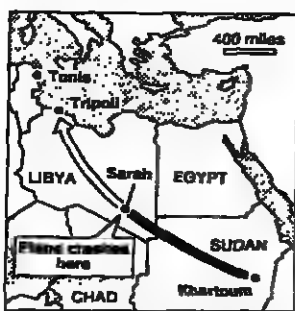 400 miles
Tunis
Tripoli
LIBYA
Sarah
EGYPT
Plane crashes
here
SUDAN
CHAD
Khartoum